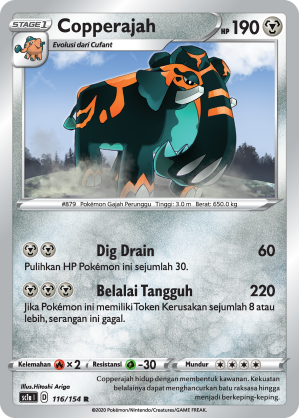 STAGE 1 Copperajah HP 190
Evolusi dari Cufant
#879 Pokémon Gajah Perunggu Tinggi: 3.0 m Berat: 650.0 kg
Dig Drain 60
Pulihkan HP Pokémon ini sejumlah 30.
Belalai Tangguh 220
Jika Pokémon ini memiliki Token Kerusakan sejumlah 8 atau
lebih, serangan ini gagal.
Kelemahan × 2 Resistansi -30 Mundur
Illus. Hitoshi Ariga
sc1a I D 116/154 R
Copperajah hidup dengan membentuk kawanan. Kekuatan
belalainya dapat menghancurkan batu raksasa hingga
menjadi berkeping-keping.
©2020 Pokémon/Nintendo/Creatures/GAME FREAK.